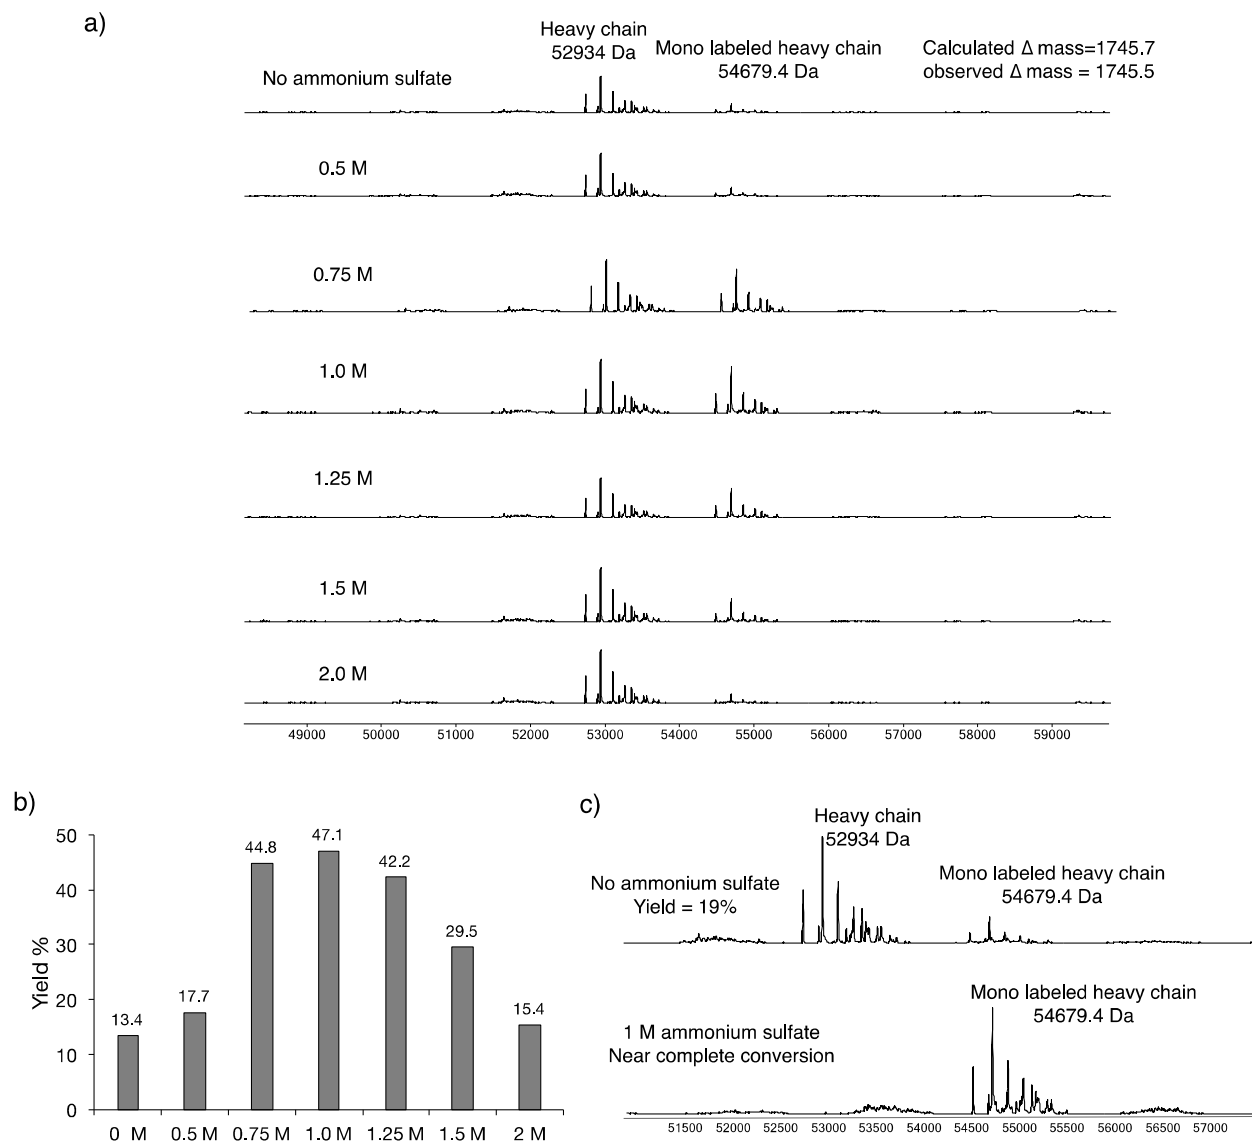 a)
Heavy chain
52934 Da
Mono labeled heavy chain
54679.4 Da
Calculated Δ mass=1745.7
observed Δ mass = 1745.5
No ammonium sulfate
0.5 M
0.75 M
1.0 M
1.25 M
1.5 M
2.0 M
49000 50000 51000 52000 53000 54000 55000 56000 57000 58000 59000
b)
Yield %
50
40
30
20
10
0
13.4
17.7
44.8
47.1
42.2
29.5
15.4
0 M 0.5 M 0.75 M 1.0 M 1.25 M 1.5 M 2 M
c)
Heavy chain
52934 Da
No ammonium sulfate
Yield = 19%
Mono labeled heavy chain
54679.4 Da
Mono labeled heavy chain
54679.4 Da
1 M ammonium sulfate
Near complete conversion
51500 52000 52500 53000 53500 54000 54500 55000 55500 56000 56500 57000